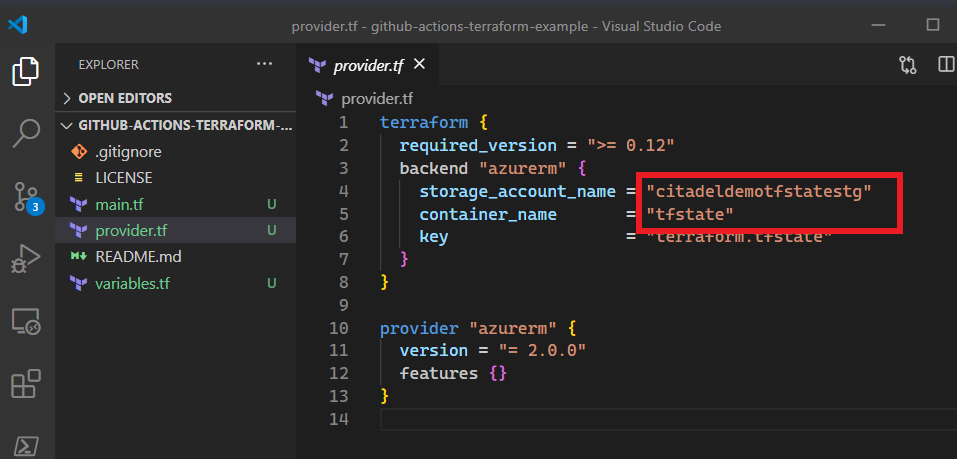 provider.tf - github-actions-terraform-example - Visual Studio Code
EXPLORER
OPEN EDITORS
GITHUB-ACTIONS-TERRAFORM-...
.gitignore
LICENSE
main.tf U
provider.tf U
README.md
variables.tf U
3
provider.tf
provider.tf
1 terraform {
2 required_version = ">= 0.12"
3 backend "azurerm" {
4 storage_account_name = "citadeldemotfstatestg"
5 container_name = "tfstate"
6 key = "terraform.tfstate"
7 }
8 }
9
10 provider "azurerm" {
11 version = "= 2.0.0"
12 features {}
13 }
14